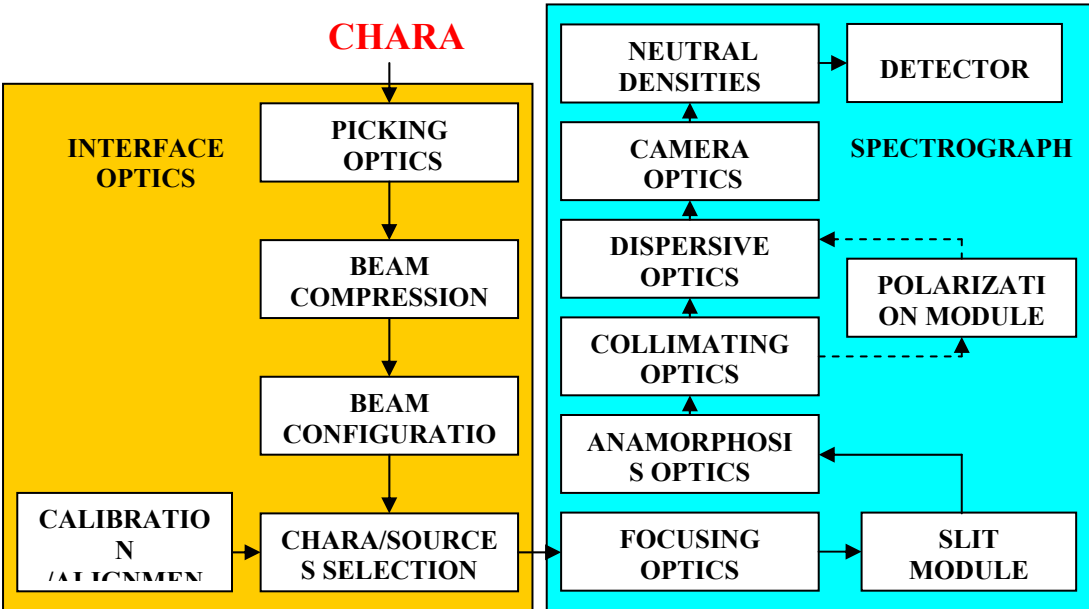 CHARA
INTERFACE
OPTICS
PICKING
OPTICS
BEAM
COMPRESSION
BEAM
CONFIGURATIO
CALIBRATIO
N
/ALIGNMEN
CHARA/SOURCE
S SELECTION
NEUTRAL
DENSITIES
DETECTOR
CAMERA
OPTICS
SPECTROGRAPH
DISPERSIVE
OPTICS
POLARIZATI
ON MODULE
COLLIMATING
OPTICS
ANAMORPHOSI
S OPTICS
FOCUSING
OPTICS
SLIT
MODULE